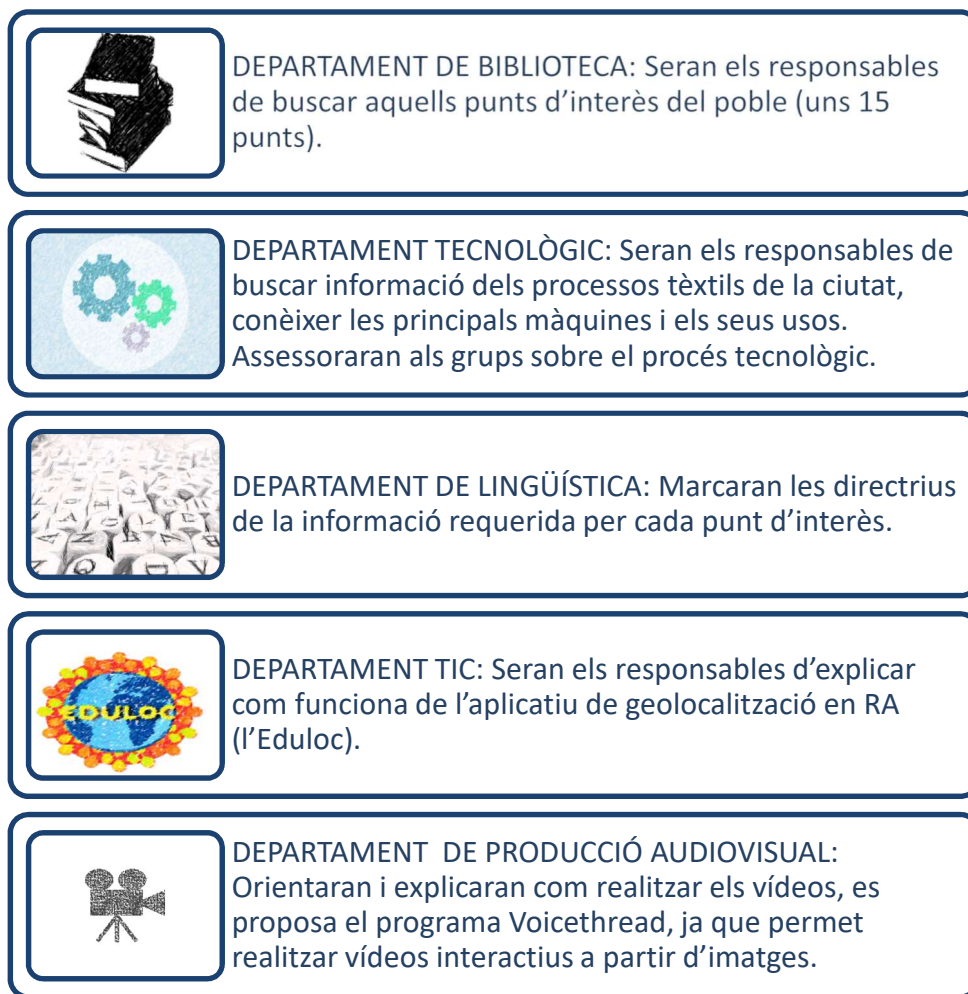 DEPARTAMENT DE BIBLIOTECA: Seran els responsables
de buscar aquells punts d’interès del poble (uns 15
punts).
DEPARTAMENT TECNOLÒGIC: Seran els responsables de
buscar informació dels processos tèxtils de la ciutat,
conèixer les principals màquines i els seus usos.
Assessoraran als grups sobre el procés tecnològic.
DEPARTAMENT DE LINGÜÍSTICA: Marcaran les directrius
de la informació requerida per cada punt d’interès.
EDULOC
DEPARTAMENT TIC: Seran els responsables d’explicar
com funciona de l’aplicatiu de geolocalització en RA
(l’Eduloc).
DEPARTAMENT  DE PRODUCCIÓ AUDIOVISUAL:
Orientaran i explicaran com realitzar els vídeos, es
proposa el programa Voicethread, ja que permet
realitzar vídeos interactius a partir d’imatges.